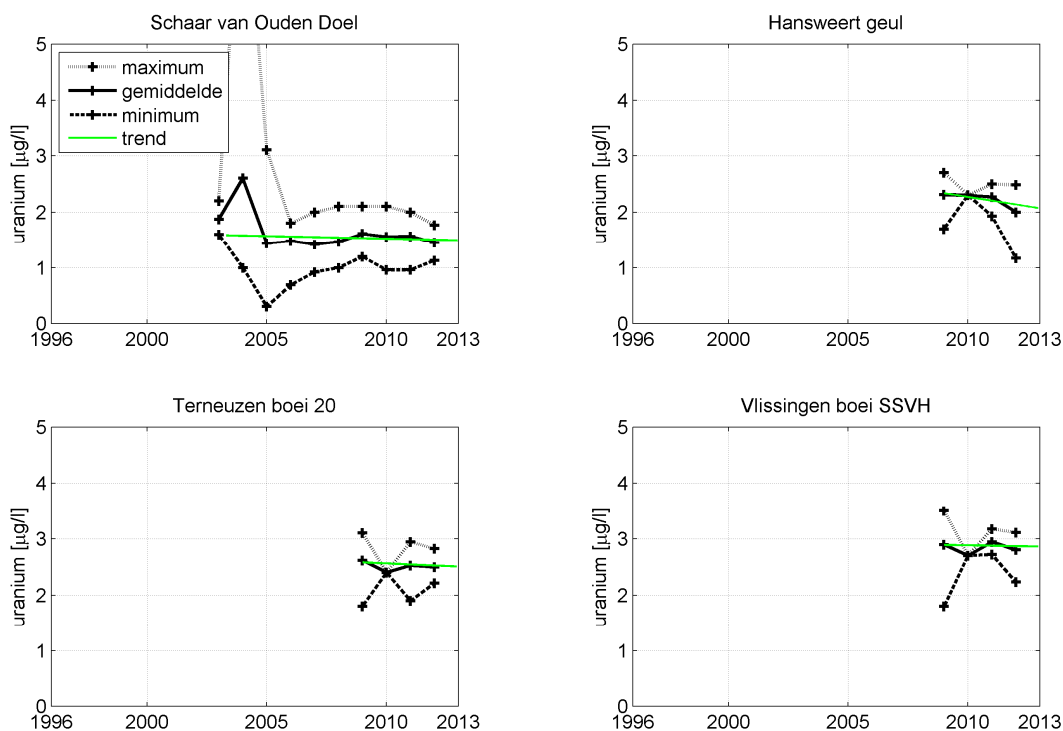 Schaar van Ouden Doel
5
4
3
2
1
0
uranium [µg/l]
maximum
gemiddelde
minimum
trend
1996 2000 2005 2010 2013
Hansweert geul
5
4
3
2
1
0
uranium [µg/l]
1996 2000 2005 2010 2013
Terneuzen boei 20
5
4
3
2
1
0
uranium [µg/l]
1996 2000 2005 2010 2013
Vlissingen boei SSVH
5
4
3
2
1
0
uranium [µg/l]
1996 2000 2005 2010 2013